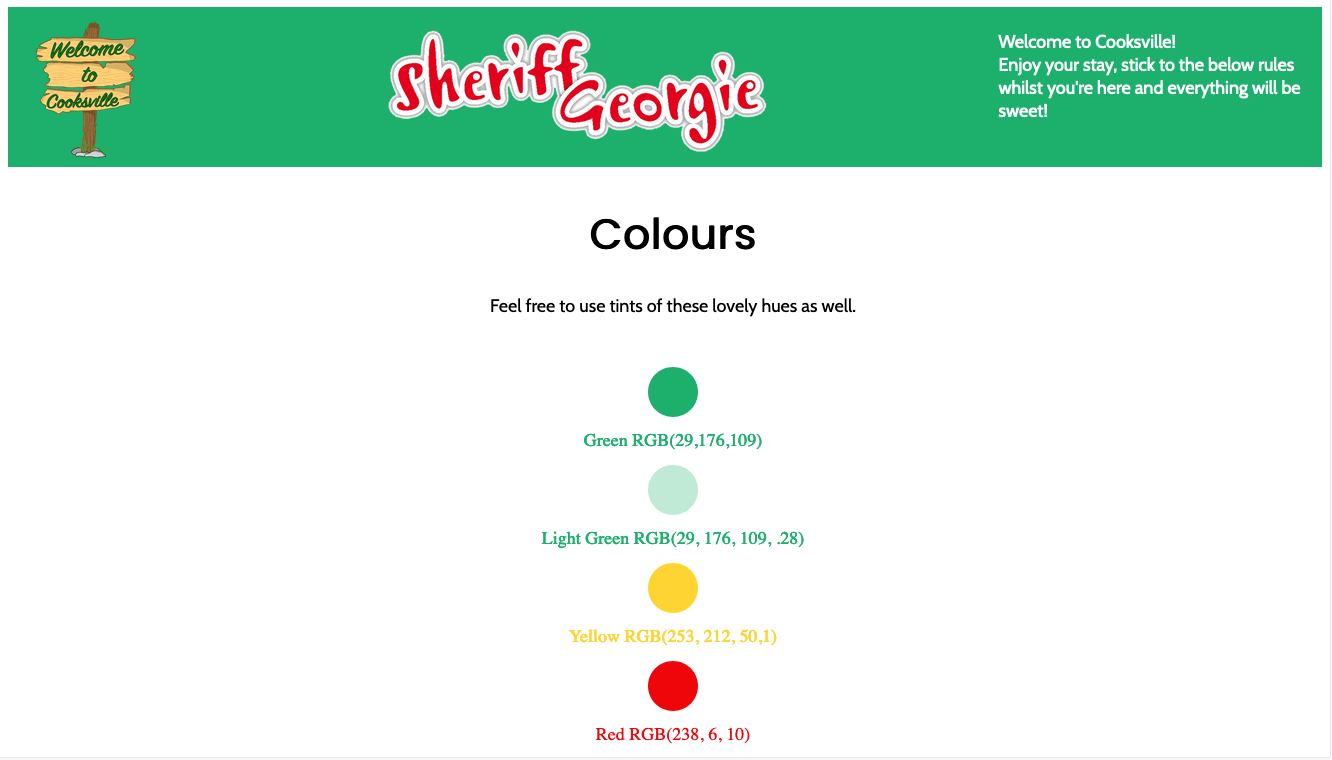 Welcome
to
Cooksville
Sheriff
Georgie
Welcome to Cooksville!
Enjoy your stay, stick to the below rules
whilst you're here and everything will be
sweet!
Colours
Feel free to use tints of these lovely hues as well.
Green RGB(29,176,109)
Light Green RGB(29, 176, 109, .28)
Yellow RGB(253, 212, 50,1)
Red RGB(238, 6, 10)